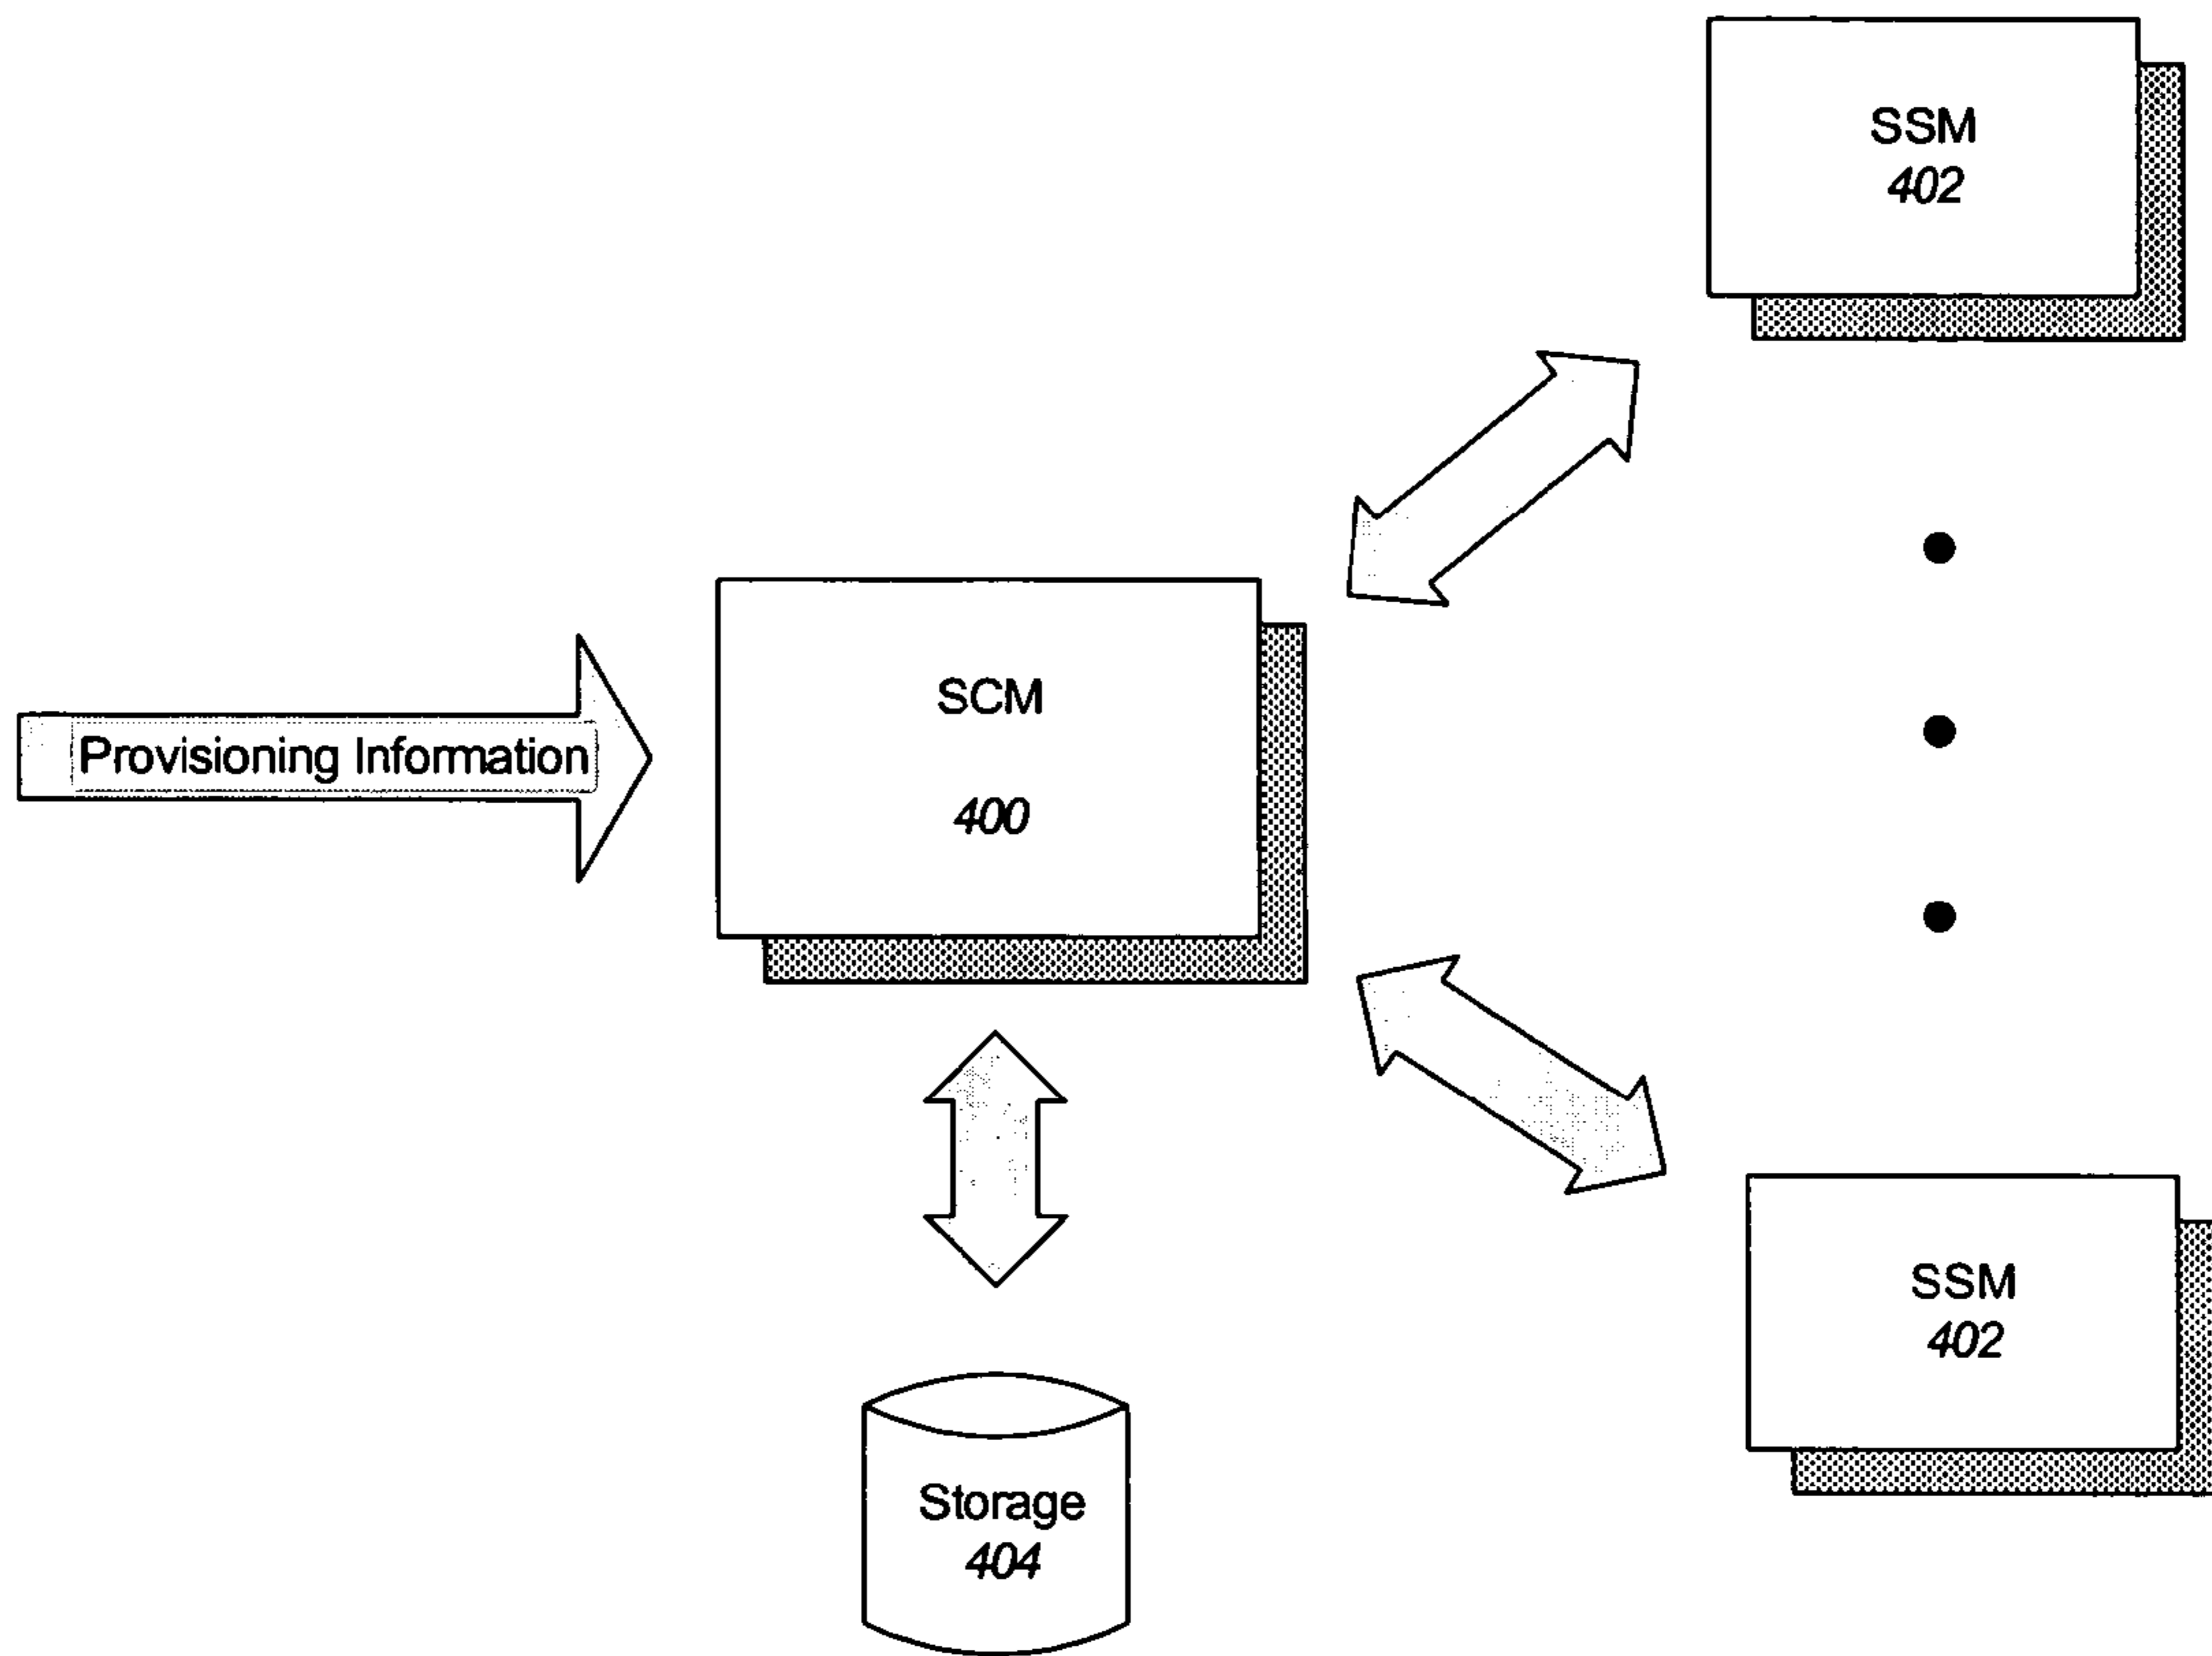 SSM
402
Provisioning Information
SCM
400
SSM
402
Storage
404